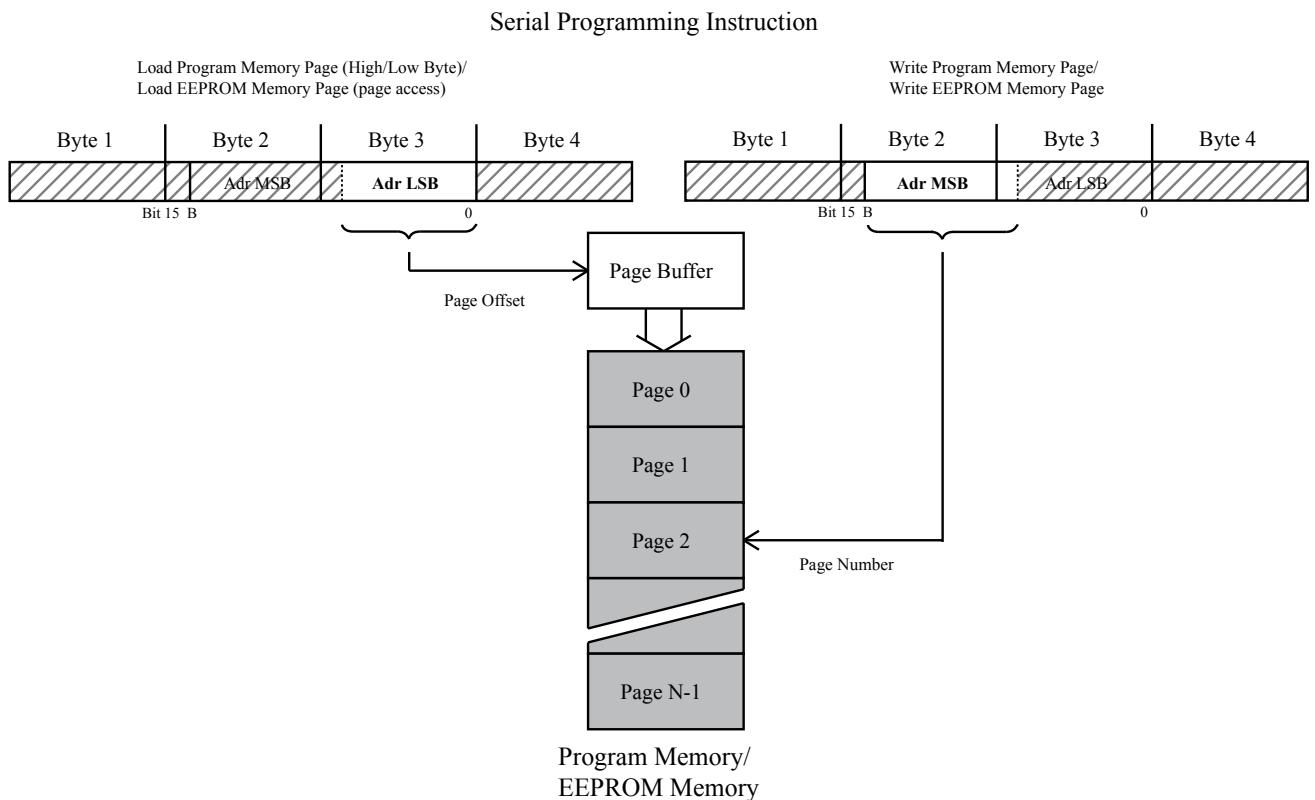 Serial Programming Instruction
Load Program Memory Page (High/Low Byte)/
Load EEPROM Memory Page (page access)
Write Program Memory Page/
Write EEPROM Memory Page
Byte 1 Byte 2 Byte 3 Byte 4
Byte 1 Byte 2 Byte 3 Byte 4
Adr MSB Adr LSB
Adr MSB Adr LSB
Bit 15 B 0
Bit 15 B 0
Page Buffer
Page Offset
Page 0
Page 1
Page 2
Page Number
Page N-1
Program Memory/
EEPROM Memory